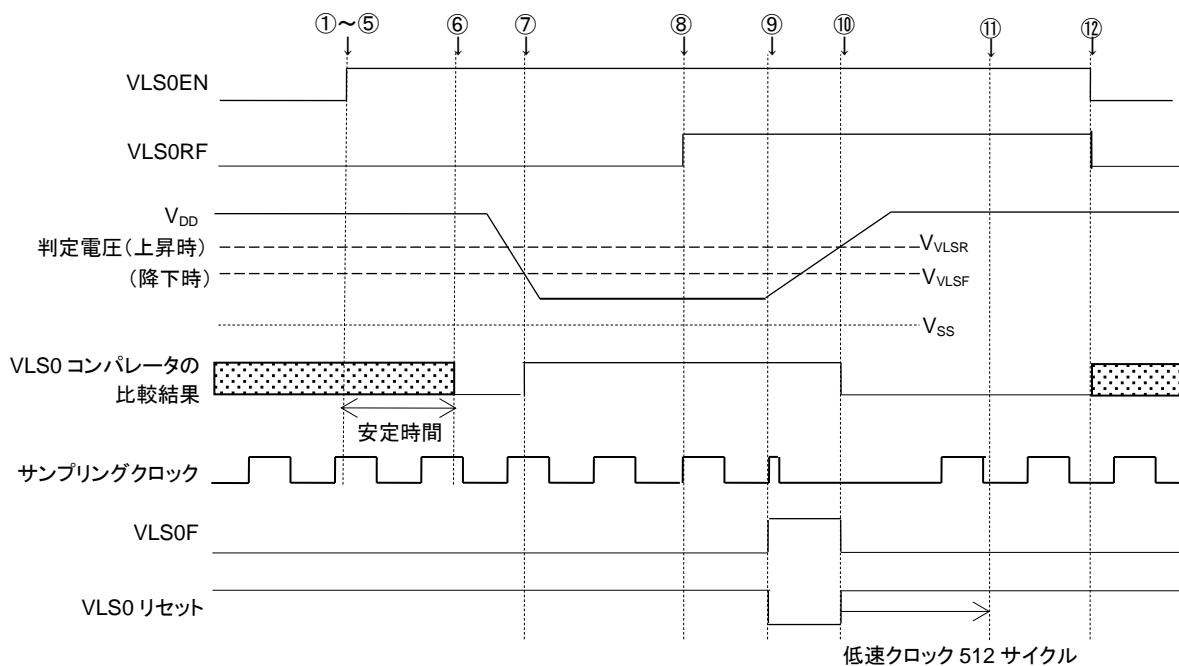 ①～⑤ ⑥ ⑦ ⑧ ⑨ ⑩ ⑪ ⑫
VLS0EN
VLS0RF
VDD
判定電圧（上昇時） VVLSR
（降下時） VVLSF
VSS
VLS0 コンパレータの
比較結果
安定時間
サンプリングクロック
VLS0F
VLS0 リセット
低速クロック 512 サイクル